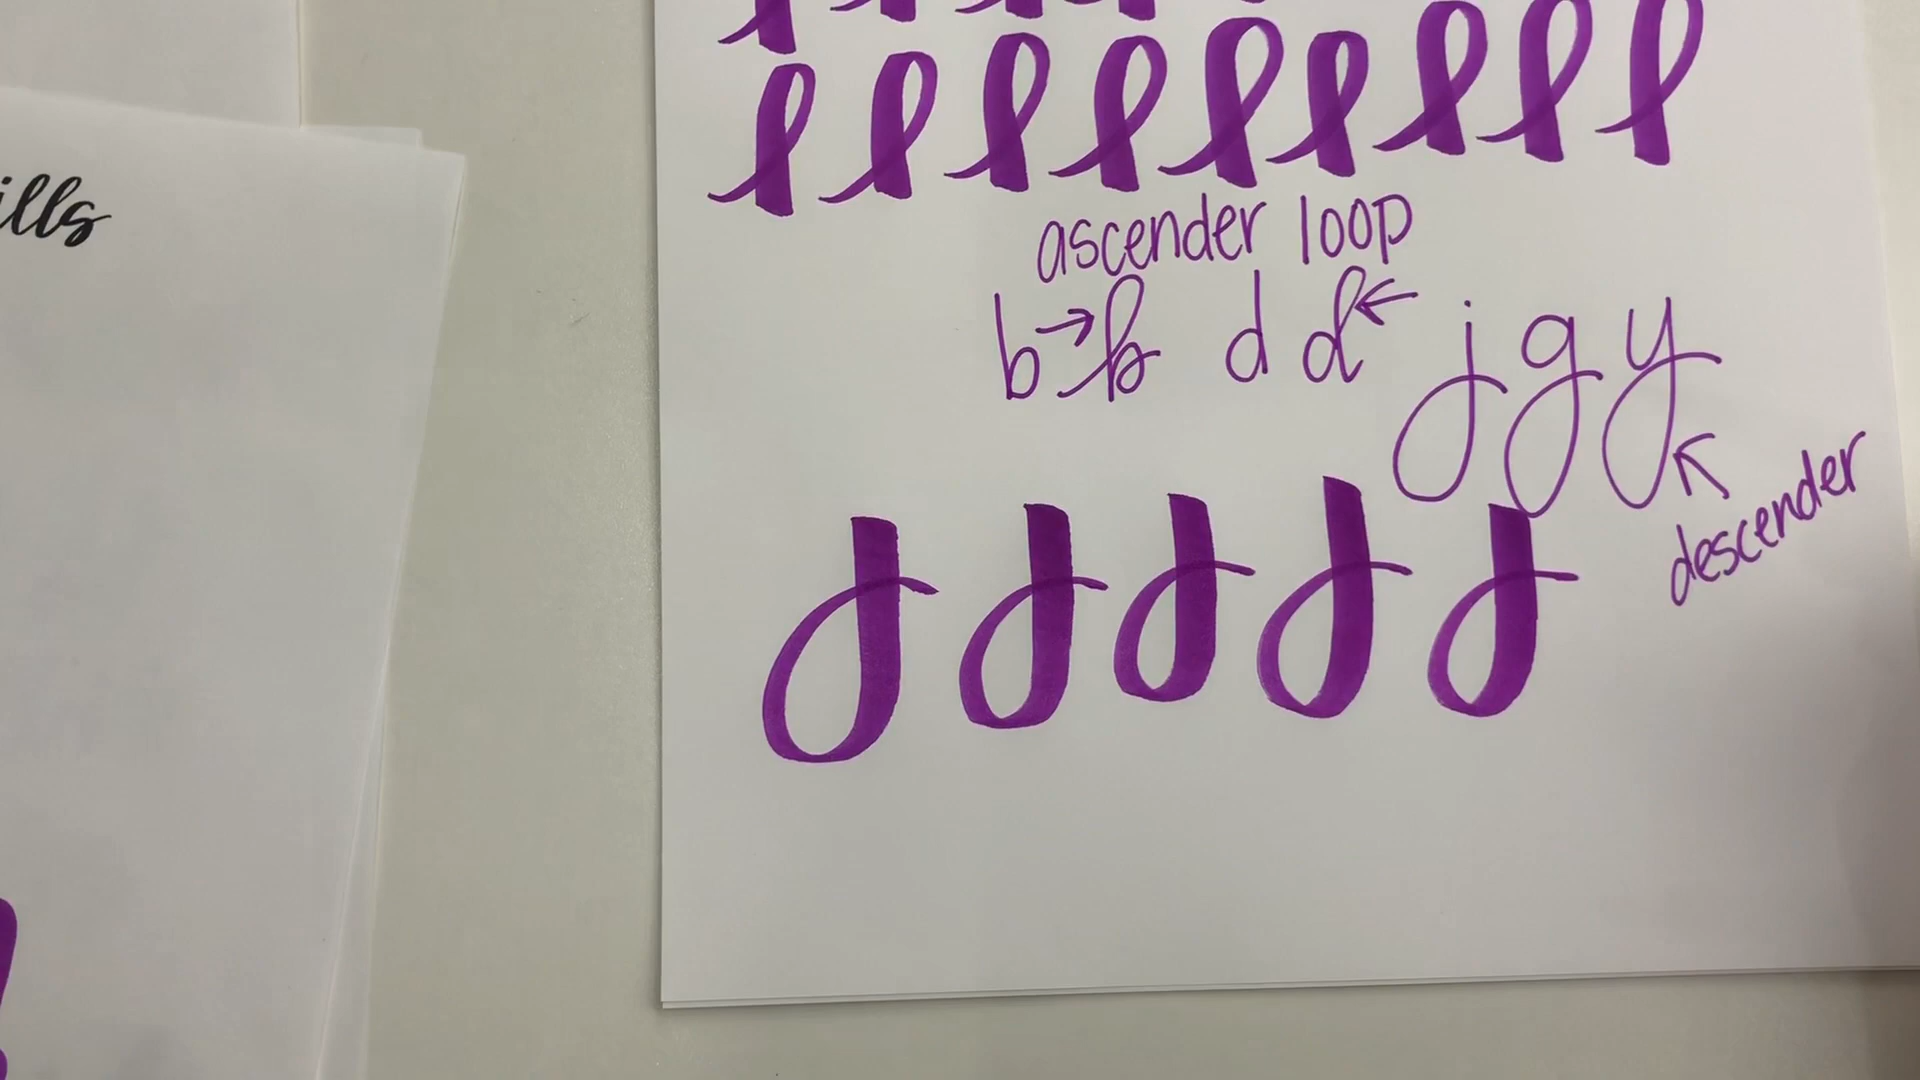 ills
l l l l l l l l l
ascender loop
b → b d d ← j g y
descender